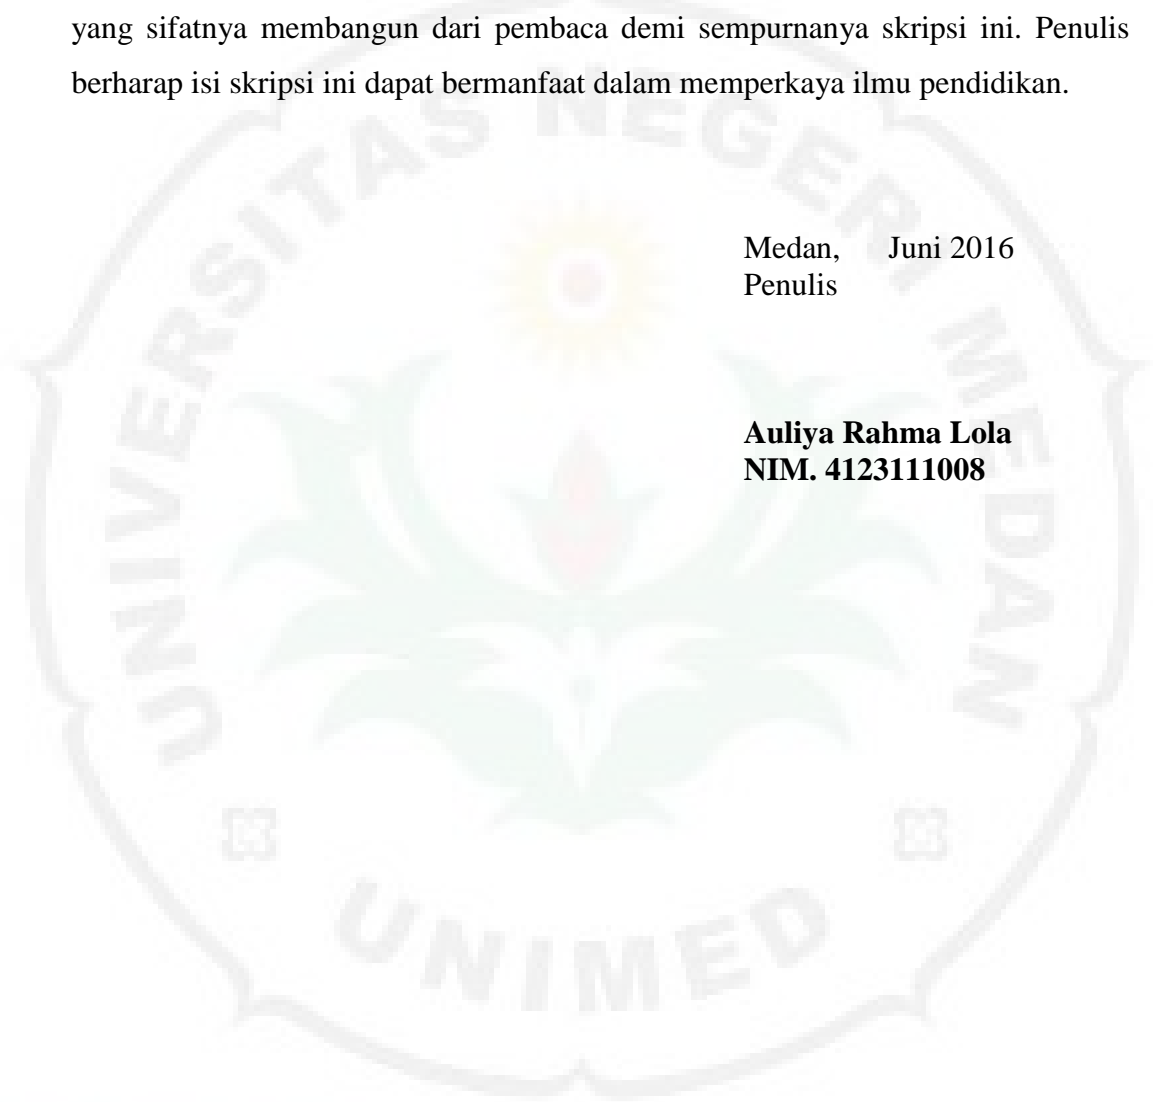 yang sifatnya membangun dari pembaca demi sempurnanya skripsi ini. Penulis
berharap isi skripsi ini dapat bermanfaat dalam memperkaya ilmu pendidikan.
Medan, Juni 2016
Penulis
Auliya Rahma Lola
NIM. 4123111008
UNIVERSITAS NEGERI MEDAN
UNIMED